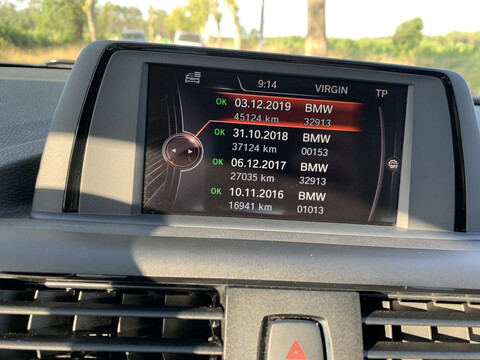 9:14 VIRGIN TP
OK 03.12.2019 BMW
45124 km 32913
OK 31.10.2018 BMW
37124 km 00153
OK 06.12.2017 BMW
27035 km 32913
OK 10.11.2016 BMW
16941 km 01013